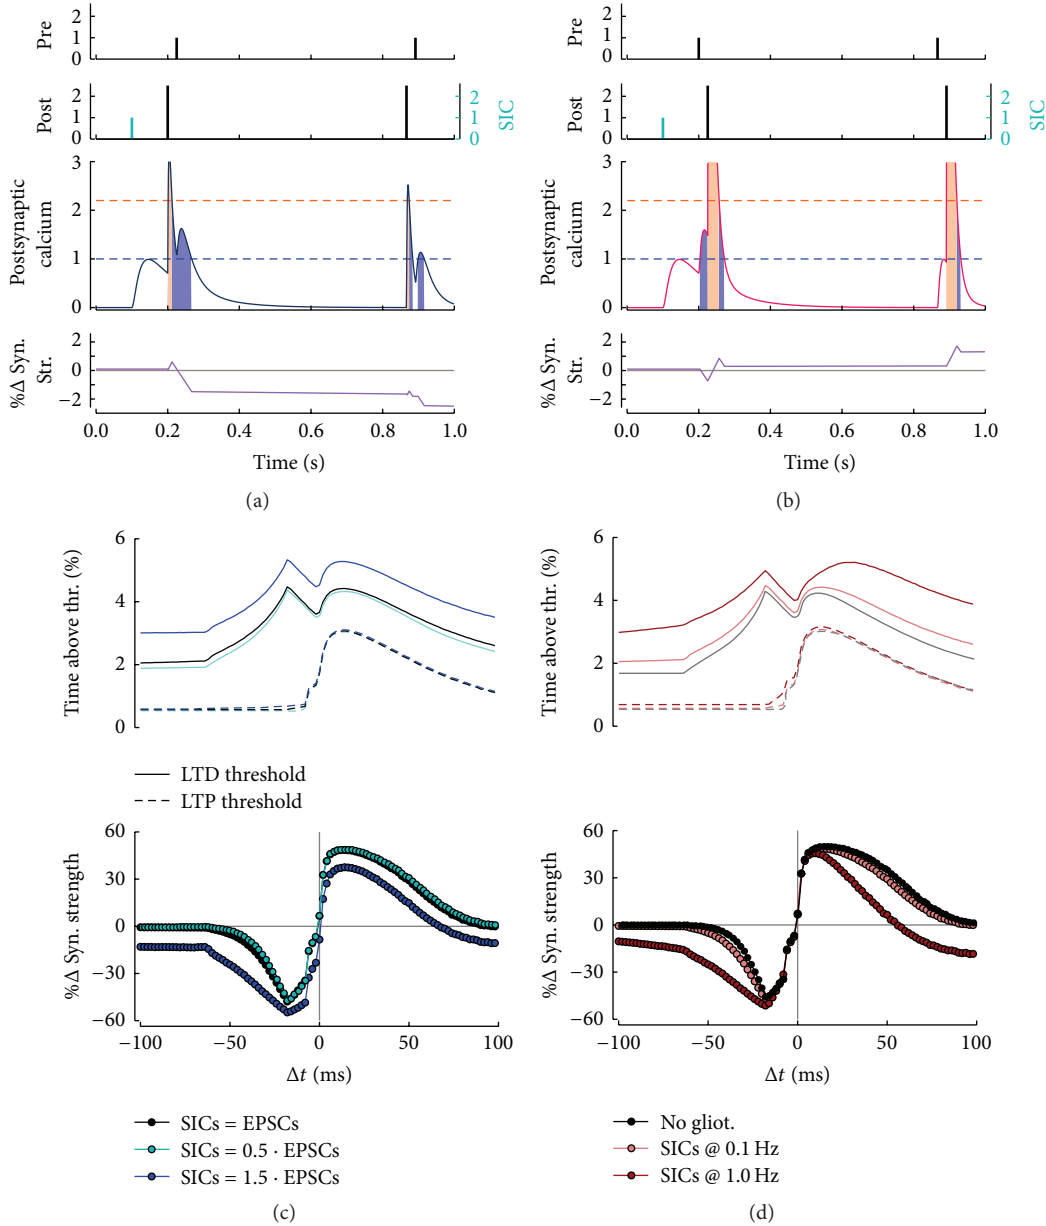 2
1
0
Pre
2
1
0
Post
2
1
0
SIC
3
2
1
0
Postsynaptic
calcium
2
0
−2
%Δ Syn.
Str.
0.0 0.2 0.4 0.6 0.8 1.0
Time (s)
(a)
2
1
0
Pre
2
1
0
Post
2
1
0
SIC
3
2
1
0
Postsynaptic
calcium
2
0
−2
%Δ Syn.
Str.
0.0 0.2 0.4 0.6 0.8 1.0
Time (s)
(b)
6
4
2
0
Time above thr. (%)
LTD threshold
LTP threshold
60
30
0
−30
−60
%Δ Syn. strength
−100 −50 0 50 100
Δt (ms)
SICs = EPSCs
SICs = 0.5 · EPSCs
SICs = 1.5 · EPSCs
(c)
6
4
2
0
Time above thr. (%)
60
30
0
−30
−60
%Δ Syn. strength
−100 −50 0 50 100
Δt (ms)
No gliot.
SICs @ 0.1 Hz
SICs @ 1.0 Hz
(d)